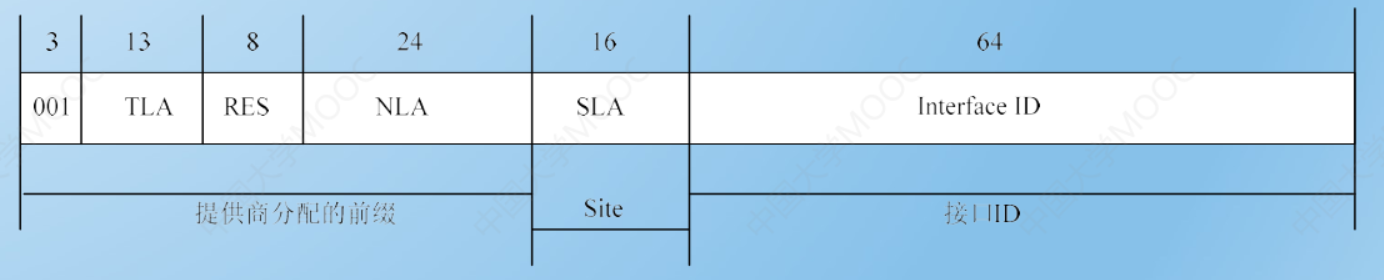 3 13 8 24 16 64
001 TLA RES NLA SLA Interface ID
提供商分配的前缀 Site 接口ID
中国大学MOOC